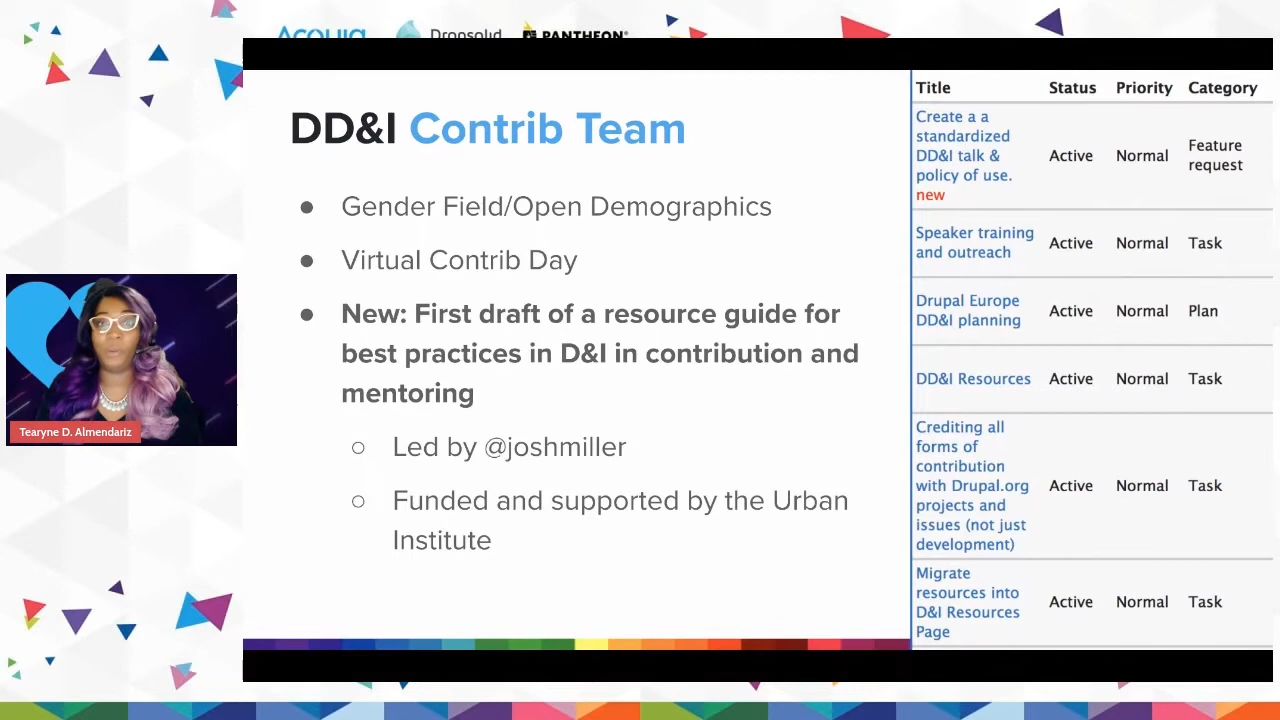 Acquia Dropsolid PANTHEON
DD&I Contrib Team
● Gender Field/Open Demographics
● Virtual Contrib Day
● New: First draft of a resource guide for
best practices in D&I in contribution and
mentoring
○ Led by @joshmiller
○ Funded and supported by the Urban
Institute
Title Status Priority Category
Create a a
standardized
DD&I talk &
policy of use.
new
Active Normal Feature
request
Speaker training
and outreach
Active Normal Task
Drupal Europe
DD&I planning
Active Normal Plan
DD&I Resources Active Normal Task
Crediting all
forms of
contribution
with Drupal.org
projects and
issues (not just
development)
Active Normal Task
Migrate
resources into
D&I Resources
Page
Active Normal Task
Tearyne D. Almendariz